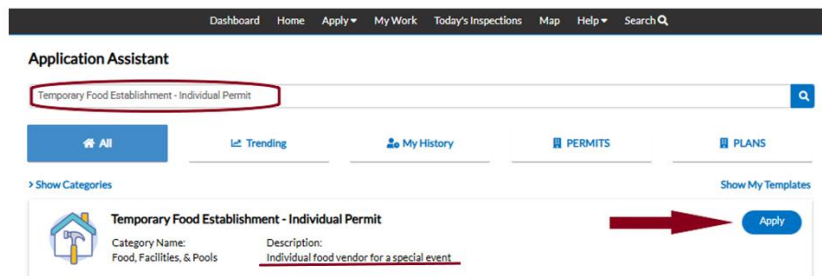 Dashboard Home Apply My Work Today's Inspections Map Help Search
Application Assistant
Temporary Food Establishment - Individual Permit
All Trending My History PERMITS PLANS
Show Categories Show My Templates
Temporary Food Establishment - Individual Permit
Apply
Category Name: Description:
Food, Facilities, & Pools Individual food vendor for a special event